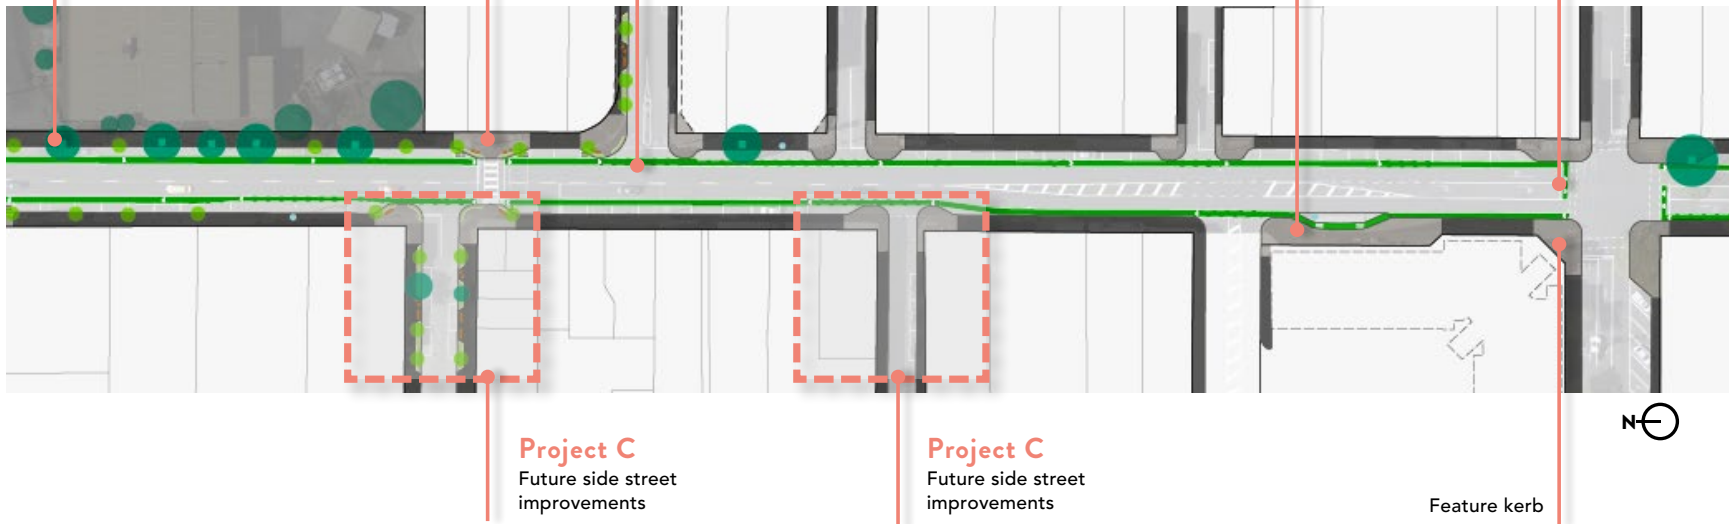 N
Project C
Future side street
improvements
Project C
Future side street
improvements
Feature kerb